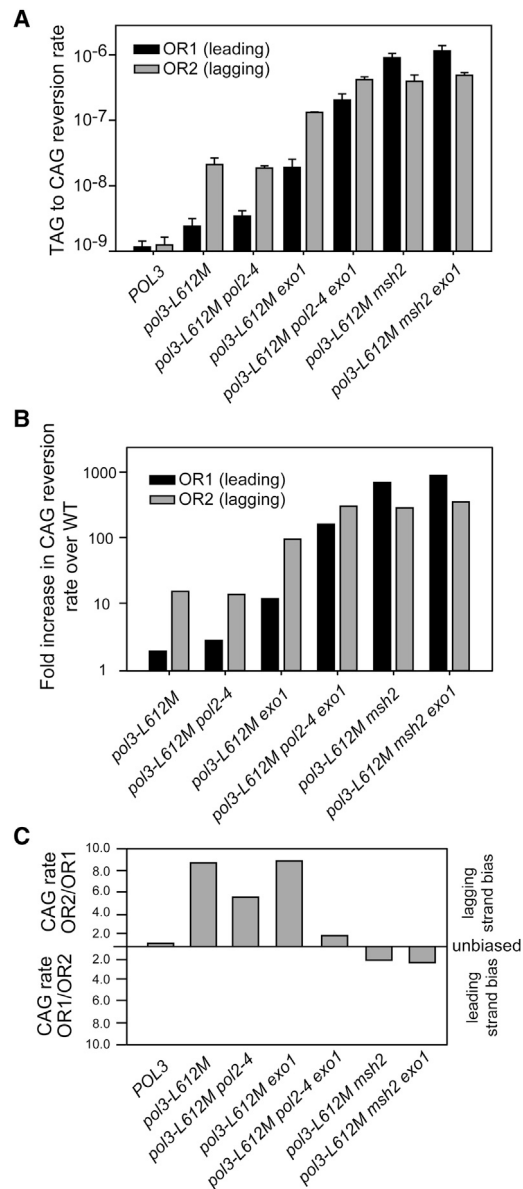 A
TAG to CAG reversion rate
10-6
10-7
10-8
10-9
OR1 (leading)
OR2 (lagging)
POL3
pol3-L612M
pol3-L612M pol2-4
pol3-L612M exo1
pol3-L612M pol2-4 exo1
pol3-L612M msh2
pol3-L612M msh2 exo1
B
Fold increase in CAG reversion
rate over WT
1000
100
10
1
OR1 (leading)
OR2 (lagging)
pol3-L612M
pol3-L612M pol2-4
pol3-L612M exo1
pol3-L612M pol2-4 exo1
pol3-L612M msh2
pol3-L612M msh2 exo1
C
CAG rate
OR2/OR1
CAG rate
OR1/OR2
10.0
8.0
6.0
4.0
2.0
2.0
4.0
6.0
8.0
10.0
lagging
strand bias
unbiased
leading
strand bias
POL3
pol3-L612M
pol3-L612M pol2-4
pol3-L612M exo1
pol3-L612M pol2-4 exo1
pol3-L612M msh2
pol3-L612M msh2 exo1